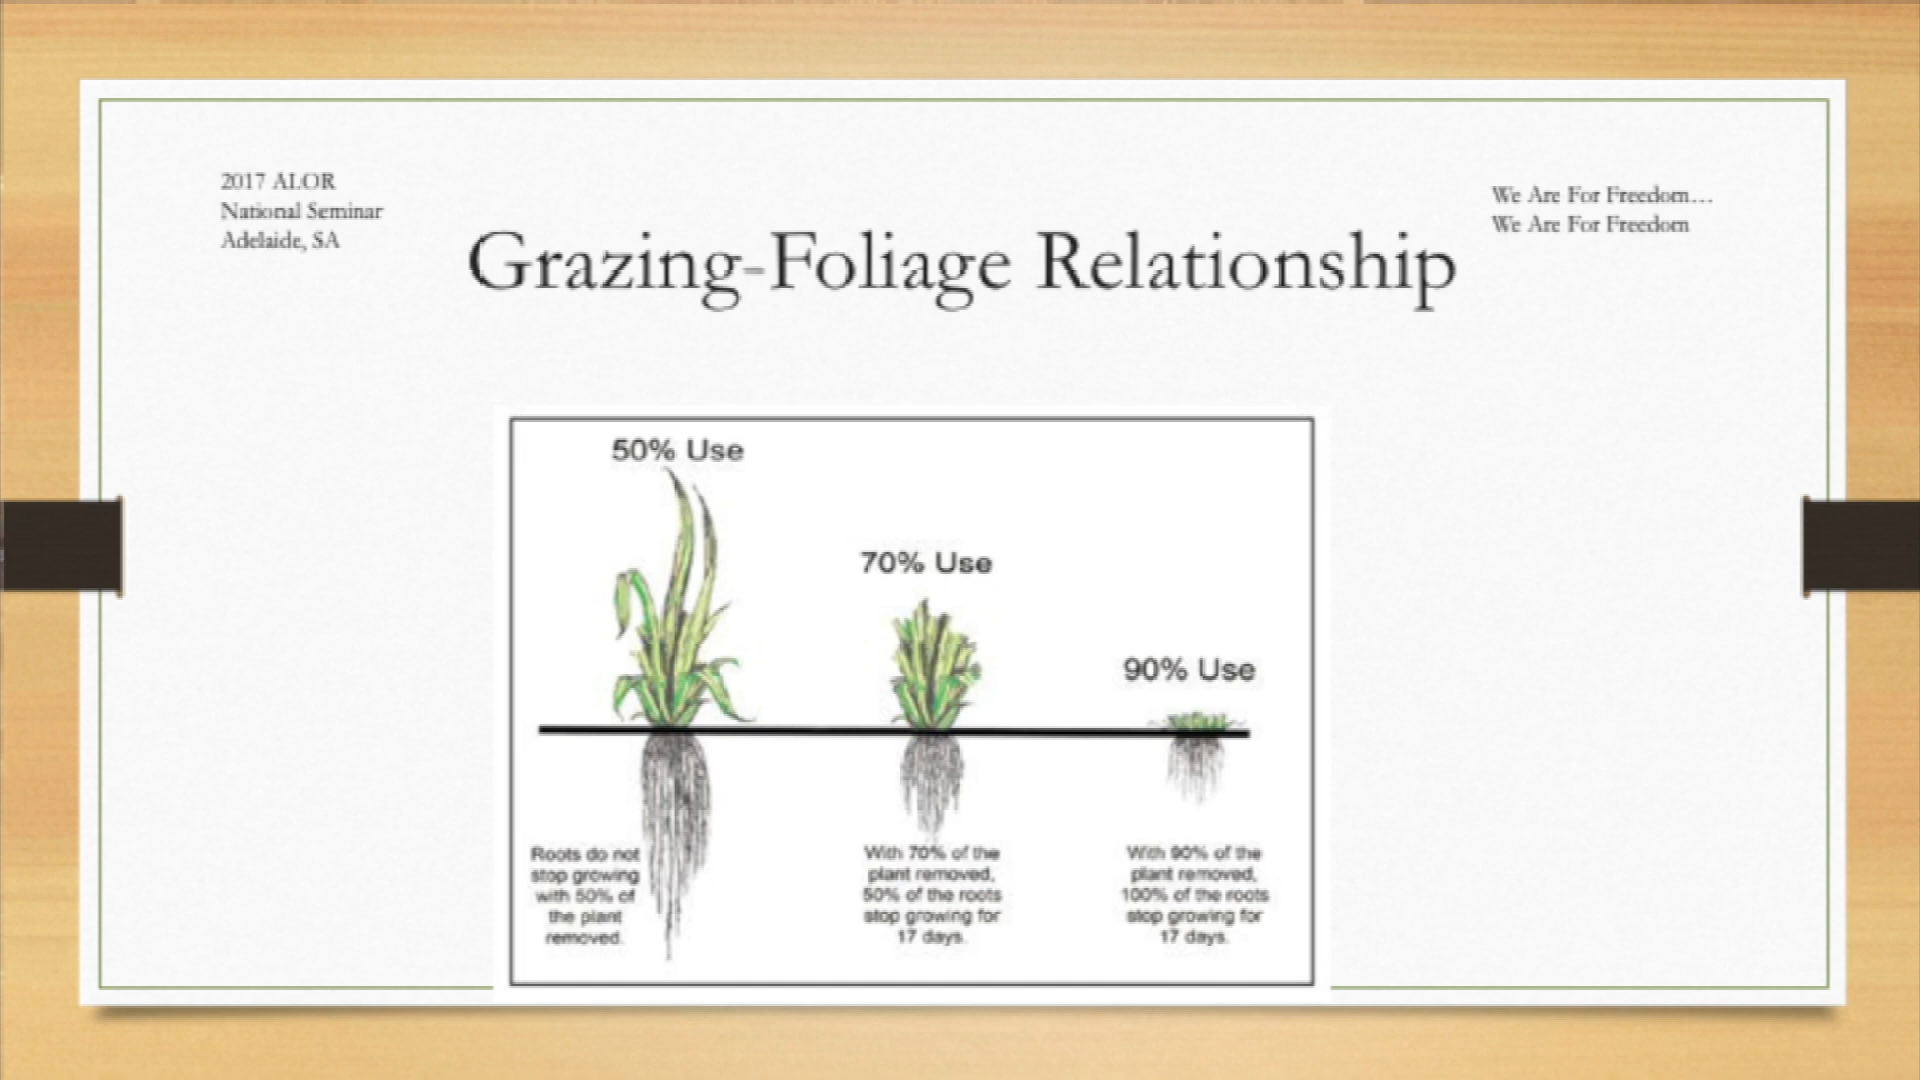 2017 ALOR
National Seminar
Adelaide, SA
We Are For Freedom…
We Are For Freedom
Grazing-Foliage Relationship
50% Use
70% Use
90% Use
Roots do not
stop growing
with 50% of
the plant
removed.
With 70% of the
plant removed,
50% of the roots
stop growing for
17 days.
With 90% of the
plant removed,
100% of the roots
stop growing for
17 days.